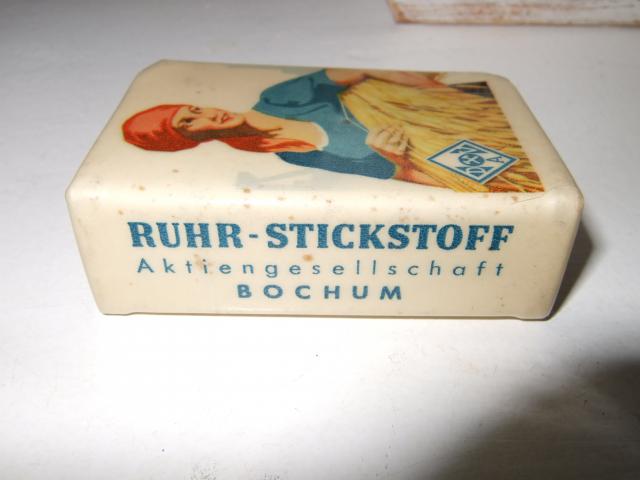 RUHR-STICKSTOFF
Aktiengesellschaft
BOCHUM